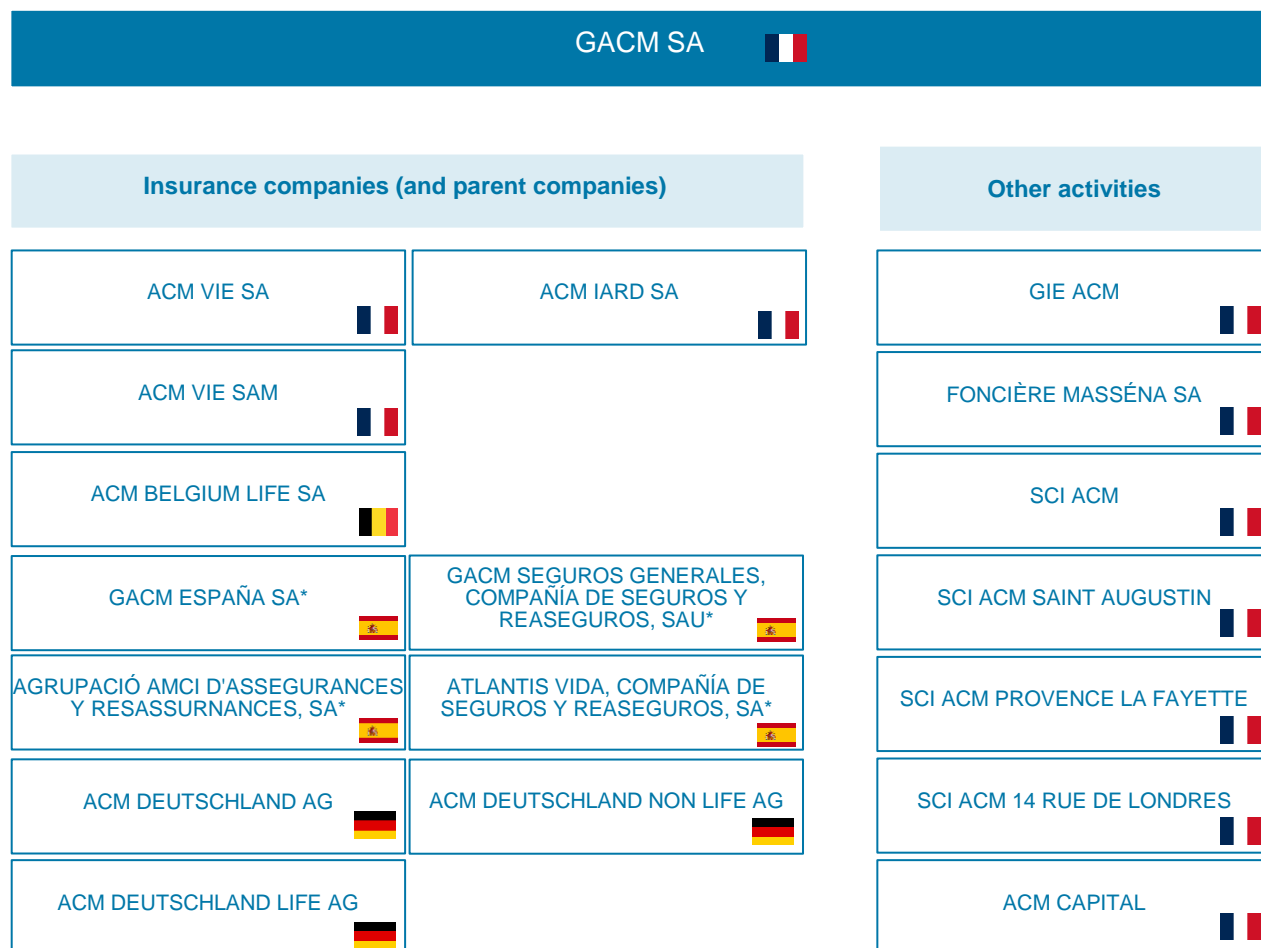 GACM SA
Insurance companies (and parent companies)
Other activities
ACM VIE SA
ACM IARD SA
GIE ACM
ACM VIE SAM
FONCIÈRE MASSÉNA SA
ACM BELGIUM LIFE SA
SCI ACM
GACM ESPAÑA SA*
GACM SEGUROS GENERALES,
COMPAÑÍA DE SEGUROS Y
REASEGUROS, SAU*
SCI ACM SAINT AUGUSTIN
AGRUPACIÓ AMCI D'ASSEGURANCES
Y RESASSURNANCES, SA*
ATLANTIS VIDA, COMPAÑÍA DE
SEGUROS Y REASEGUROS, SA*
SCI ACM PROVENCE LA FAYETTE
ACM DEUTSCHLAND AG
ACM DEUTSCHLAND NON LIFE AG
SCI ACM 14 RUE DE LONDRES
ACM DEUTSCHLAND LIFE AG
ACM CAPITAL